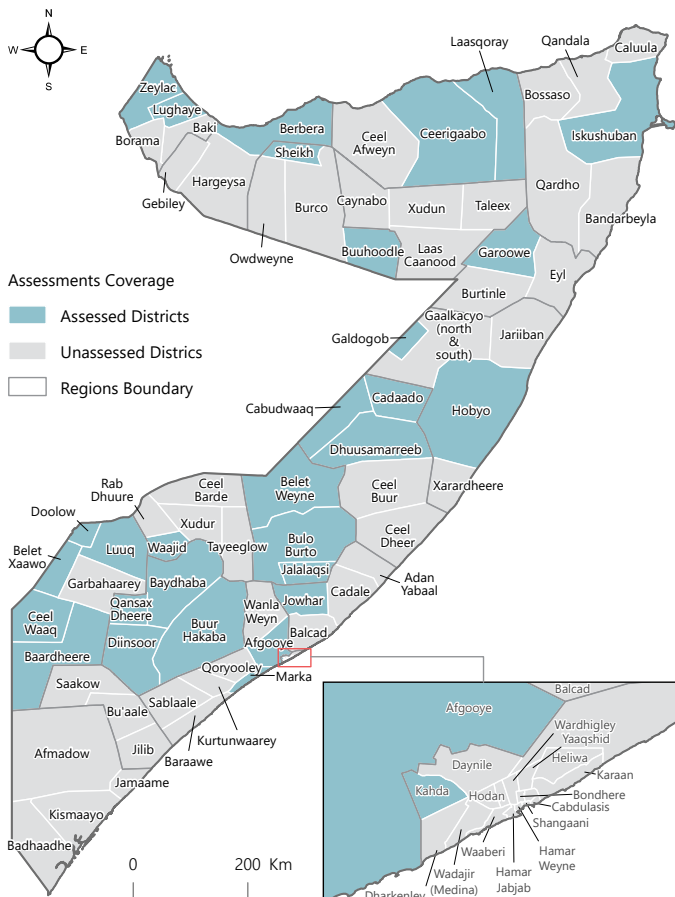 N
W
E
S
Laasqoray
Qandala
Caluula
Zeylac
Lughaye
Bossaso
Baki
Berbera
Ceel
Afweyn
Ceerigaabo
Iskushuban
Borama
Sheikh
Hargeysa
Qardho
Gebiley
Burco
Caynabo
Xudun
Taleex
Bandarbeyla
Owdweyne
Buuhoodle
Laas
Caanood
Garoowe
Eyl
Assessments Coverage
Assessed Districts
Unassessed Districs
Regions Boundary
Burtinle
Gaalkacyo
(north
&
south)
Jariiban
Galdogob
Cabudwaaq
Cadaado
Hobyo
Dhuusamarreeb
Rab
Dhuure
Ceel
Barde
Belet
Weyne
Ceel
Buur
Xarardheere
Doolow
Xudur
Belet
Xaawo
Luuq
Waajid
Tayeeglow
Bulo
Burto
Ceel
Dheer
Garbahaarey
Baydhaba
Jalalaqsi
Adan
Yabaal
Qansax
Dheere
Wanla
Weyn
Jowhar
Cadale
Ceel
Waaq
Diinsoor
Buur
Hakaba
Balcad
Afgooye
Baardheere
Qoryooley
Marka
Saakow
Sablaale
Bu'aale
Kurtunwaarey
Baraawe
Afmadow
Jilib
Jamaame
Kismaayo
Badhaadhe
0
200 Km
Balcad
Afgooye
Wardhigley
Yaaqshid
Daynile
Heliwa
Karaan
Kahda
Hodan
Bondhere
Cabdulasis
Shangaani
Waaberi
Hamar
Weyne
Wadajir
(Medina)
Hamar
Jabjab
Dharkenley